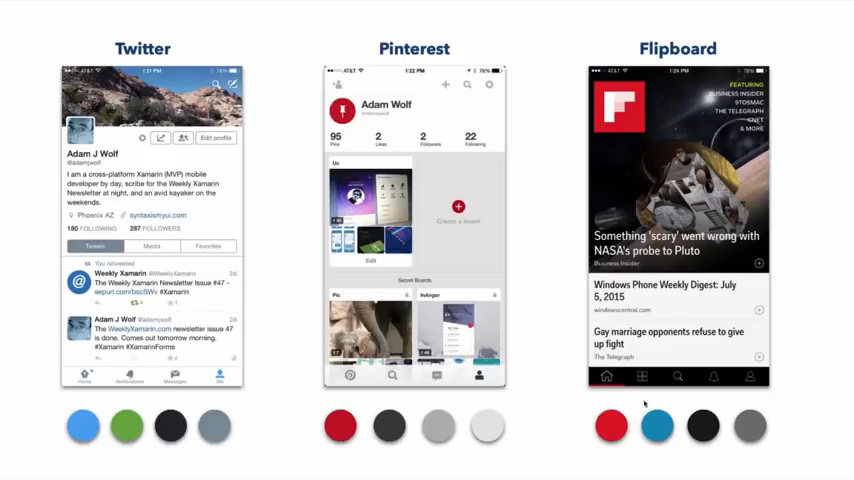 Twitter
Pinterest
Flipboard
AT&T 1:21 PM 78%
Edit profile
Adam J Wolf
@adamjwolf
I am a cross-platform Xamarin (MVP) mobile
developer by day, scribe for the Weekly Xamarin
Newsletter at night, and an avid kayaker on the
weekends.
Phoenix AZ syntaxismyui.com
180 FOLLOWING 287 FOLLOWERS
Tweets Media Favorites
You retweeted
Weekly Xamarin @WeeklyXamarin 2d
The Weekly Xamarin Newsletter Issue #47 -
eepurl.com/bscSWv #Xamarin
Adam J Wolf @adamjwolf 2d
The WeeklyXamarin.com newsletter issue 47
is done. Comes out tomorrow morning.
#Xamarin #XamarinForms
Home Notifications Messages Me
AT&T 1:22 PM 78%
Adam Wolf
95 2 2 22
Pins Likes Followers Following
Ux
Create a board
Edit
Secret Boards
Pic InAnger
AT&T 1:24 PM 78%
FEATURING
BUSINESS INSIDER
9TO5MAC
THE TELEGRAPH
CNET
& MORE
Something 'scary' went wrong with
NASA's probe to Pluto
Business Insider
Windows Phone Weekly Digest: July
5, 2015
windowscentral.com
Gay marriage opponents refuse to give
up fight
The Telegraph